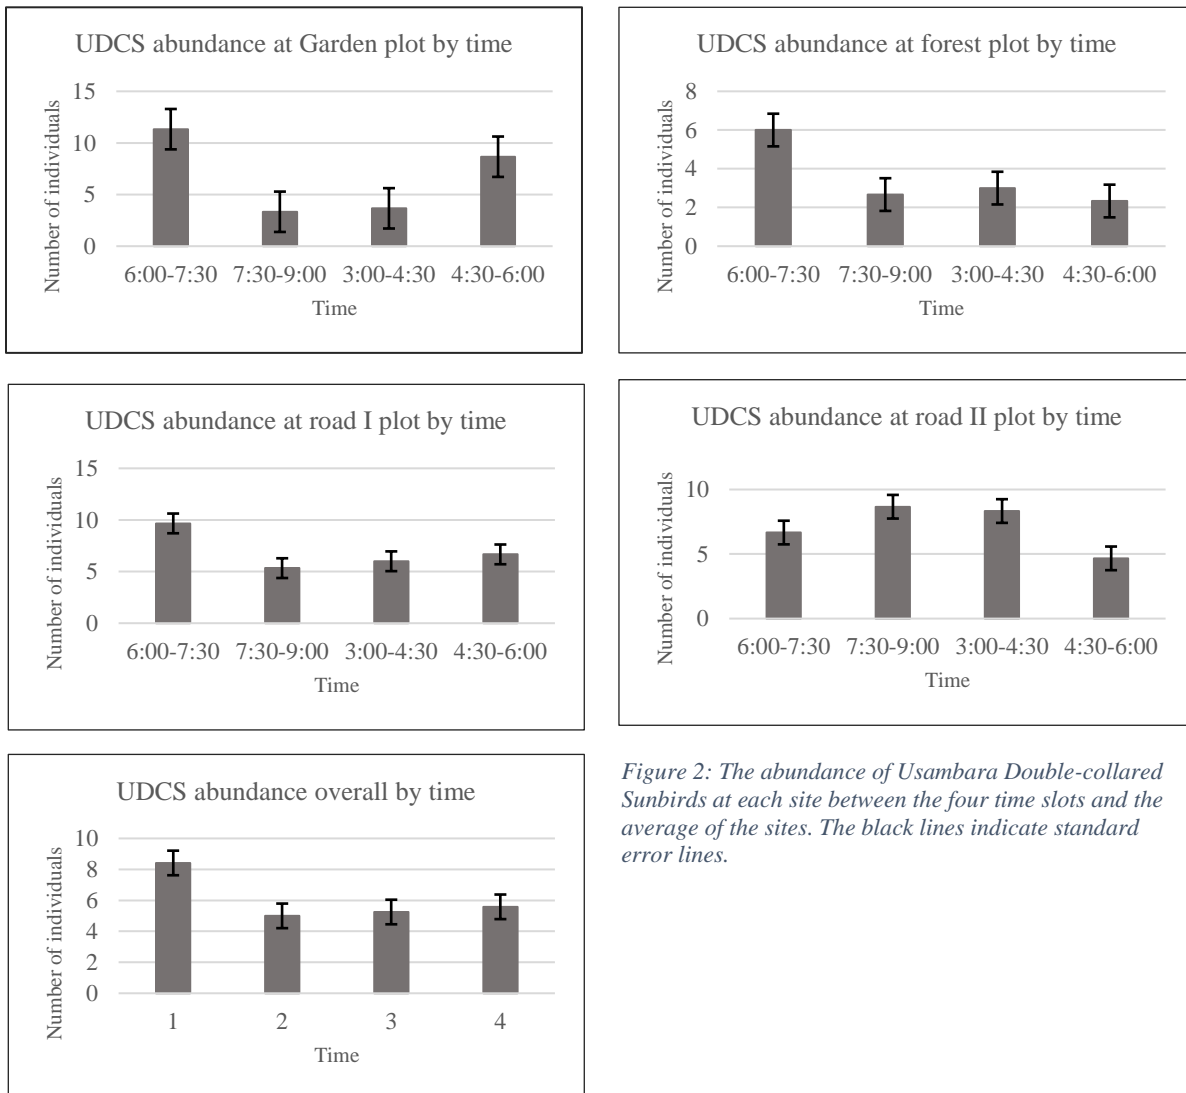 UDCS abundance at Garden plot by time
Number of individuals
15
10
5
0
6:00-7:30 7:30-9:00 3:00-4:30 4:30-6:00
Time
UDCS abundance at forest plot by time
Number of individuals
8
6
4
2
0
6:00-7:30 7:30-9:00 3:00-4:30 4:30-6:00
Time
UDCS abundance at road I plot by time
Number of individuals
15
10
5
0
6:00-7:30 7:30-9:00 3:00-4:30 4:30-6:00
Time
UDCS abundance at road II plot by time
Number of individuals
10
5
0
6:00-7:30 7:30-9:00 3:00-4:30 4:30-6:00
Time
UDCS abundance overall by time
Number of individuals
10
8
6
4
2
0
1 2 3 4
Time
Figure 2: The abundance of Usambara Double-collared
Sunbirds at each site between the four time slots and the
average of the sites. The black lines indicate standard
error lines.